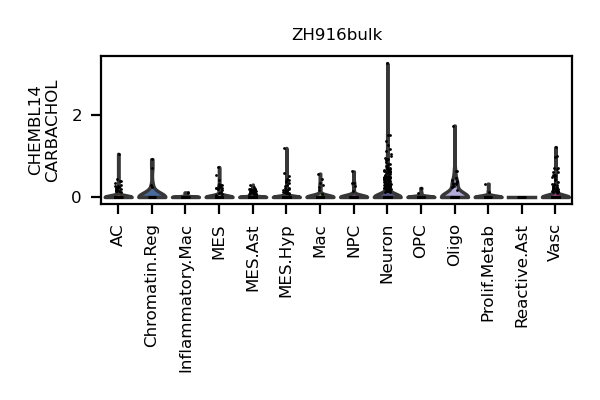 ZH916bulk
CHEMBL14
CARBACHOL
2
0
AC
Chromatin.Reg
Inflammatory.Mac
MES
MES.Ast
MES.Hyp
Mac
NPC
Neuron
OPC
Oligo
Prolif.Metab
Reactive.Ast
Vasc